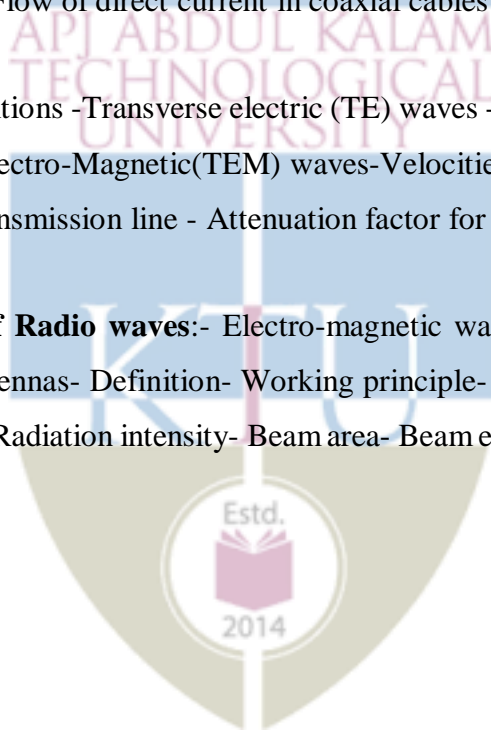 Flow of direct current in coaxial cables
APJ ABDUL KALAM
TECHNOLOGICAL
tions -Transverse electric (TE) waves -
UNIVERSITY
ectro-Magnetic(TEM) waves-Velocitie
nsmission line - Attenuation factor for
f Radio waves:- Electro-magnetic wa
KTU
ennas- Definition- Working principle-
Radiation intensity- Beam area- Beam e
Estd.
2014